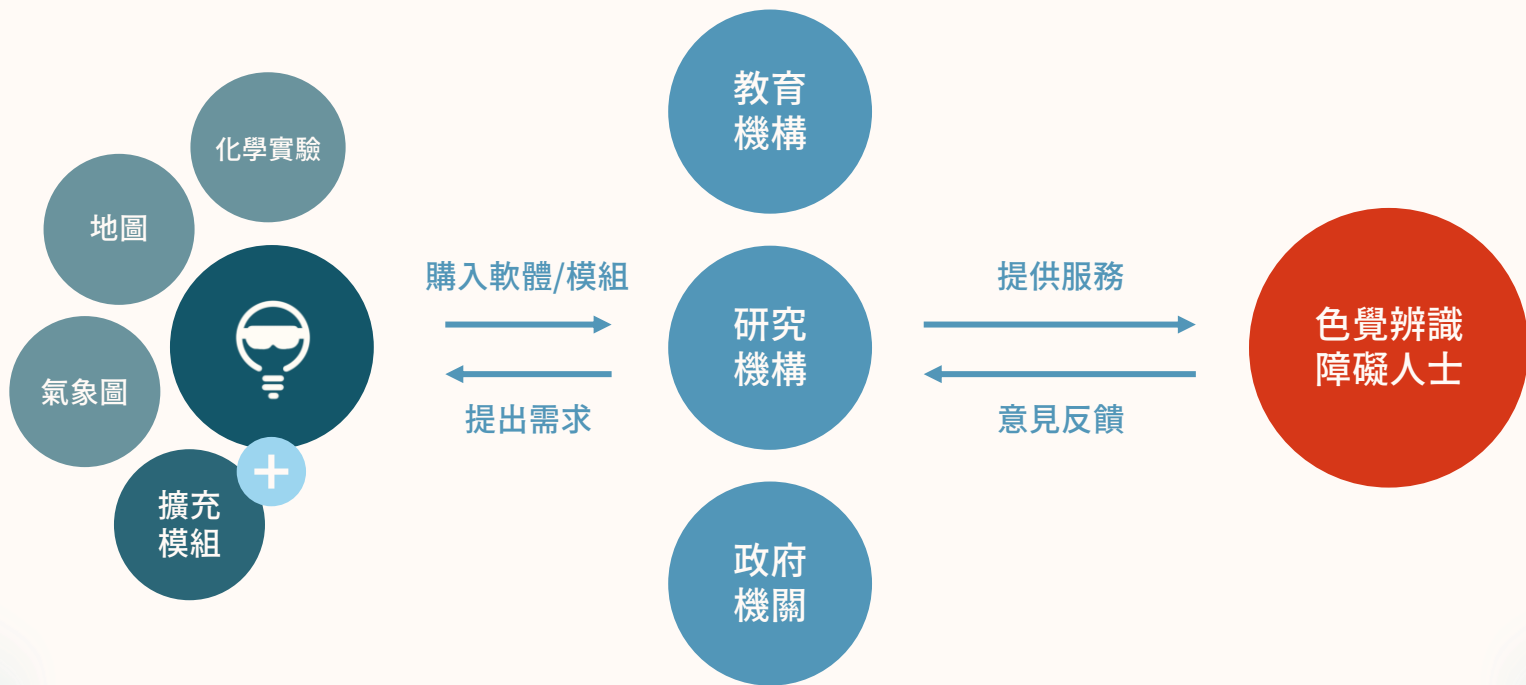 化學實驗
地圖
氣象圖
擴充
模組
購入軟體/模組
提出需求
教育
機構
研究
機構
政府
機關
提供服務
意見反饋
色覺辨識
障礙人士